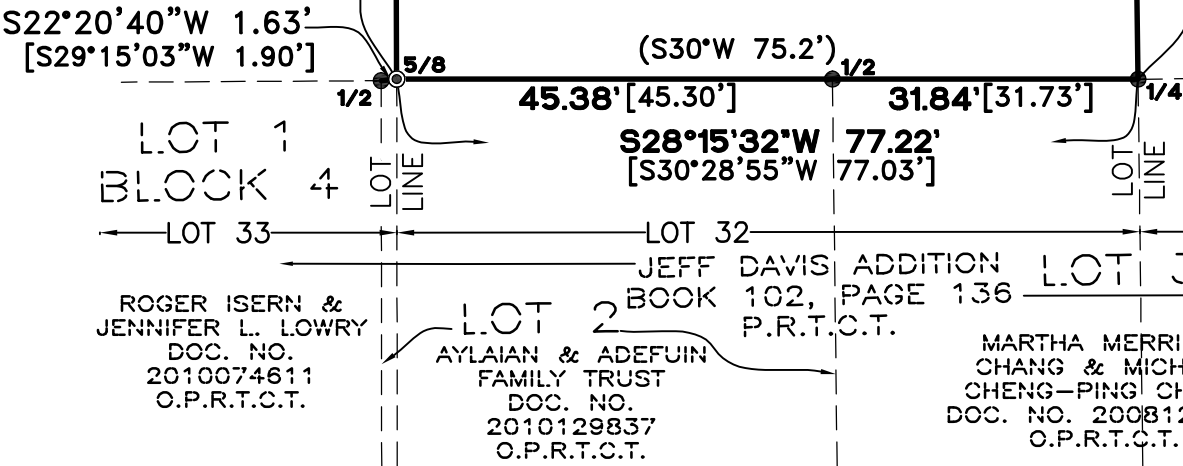 S22°20'40"W 1.63'
[S29°15'03"W 1.90']
(S30°W 75.2')
5/8
1/2
1/2
1/4
45.38' [45.30']
31.84' [31.73']
S28°15'32"W 77.22'
[S30°28'55"W 77.03']
LOT 1
BLOCK 4
LOT
LINE
LOT
LINE
LOT 33
LOT 32
JEFF DAVIS ADDITION
BOOK 102, PAGE 136
P.R.T.C.T.
LOT
ROGER ISERN &
JENNIFER L. LOWRY
DOC. NO.
2010074611
O.P.R.T.C.T.
LOT 2
AYLAIAN & ADEFUIN
FAMILY TRUST
DOC. NO.
2010129837
O.P.R.T.C.T.
MARTHA MERRI
CHANG & MICH
CHENG-PING CH
DOC. NO. 200812
O.P.R.T.C.T.